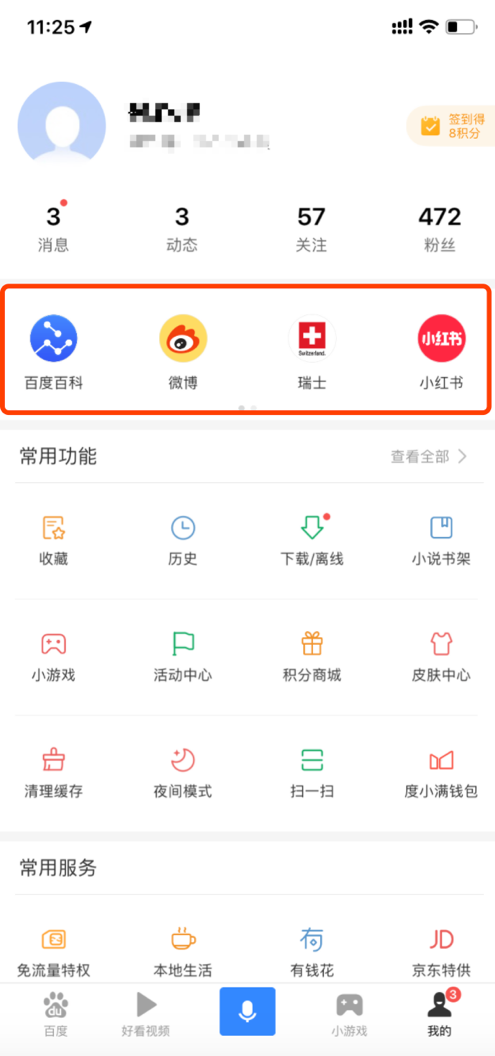 11:25
签到得
8积分
3 3 57 472
消息 动态 关注 粉丝
Switzerland.
小红书
百度百科 微博 瑞士 小红书
常用功能 查看全部
收藏 历史 下载/离线 小说书架
小游戏 活动中心 积分商城 皮肤中心
清理缓存 夜间模式 扫一扫 度小满钱包
常用服务
免流量特权 本地生活 有钱花 京东特供
du
3
百度 好看视频 小游戏 我的